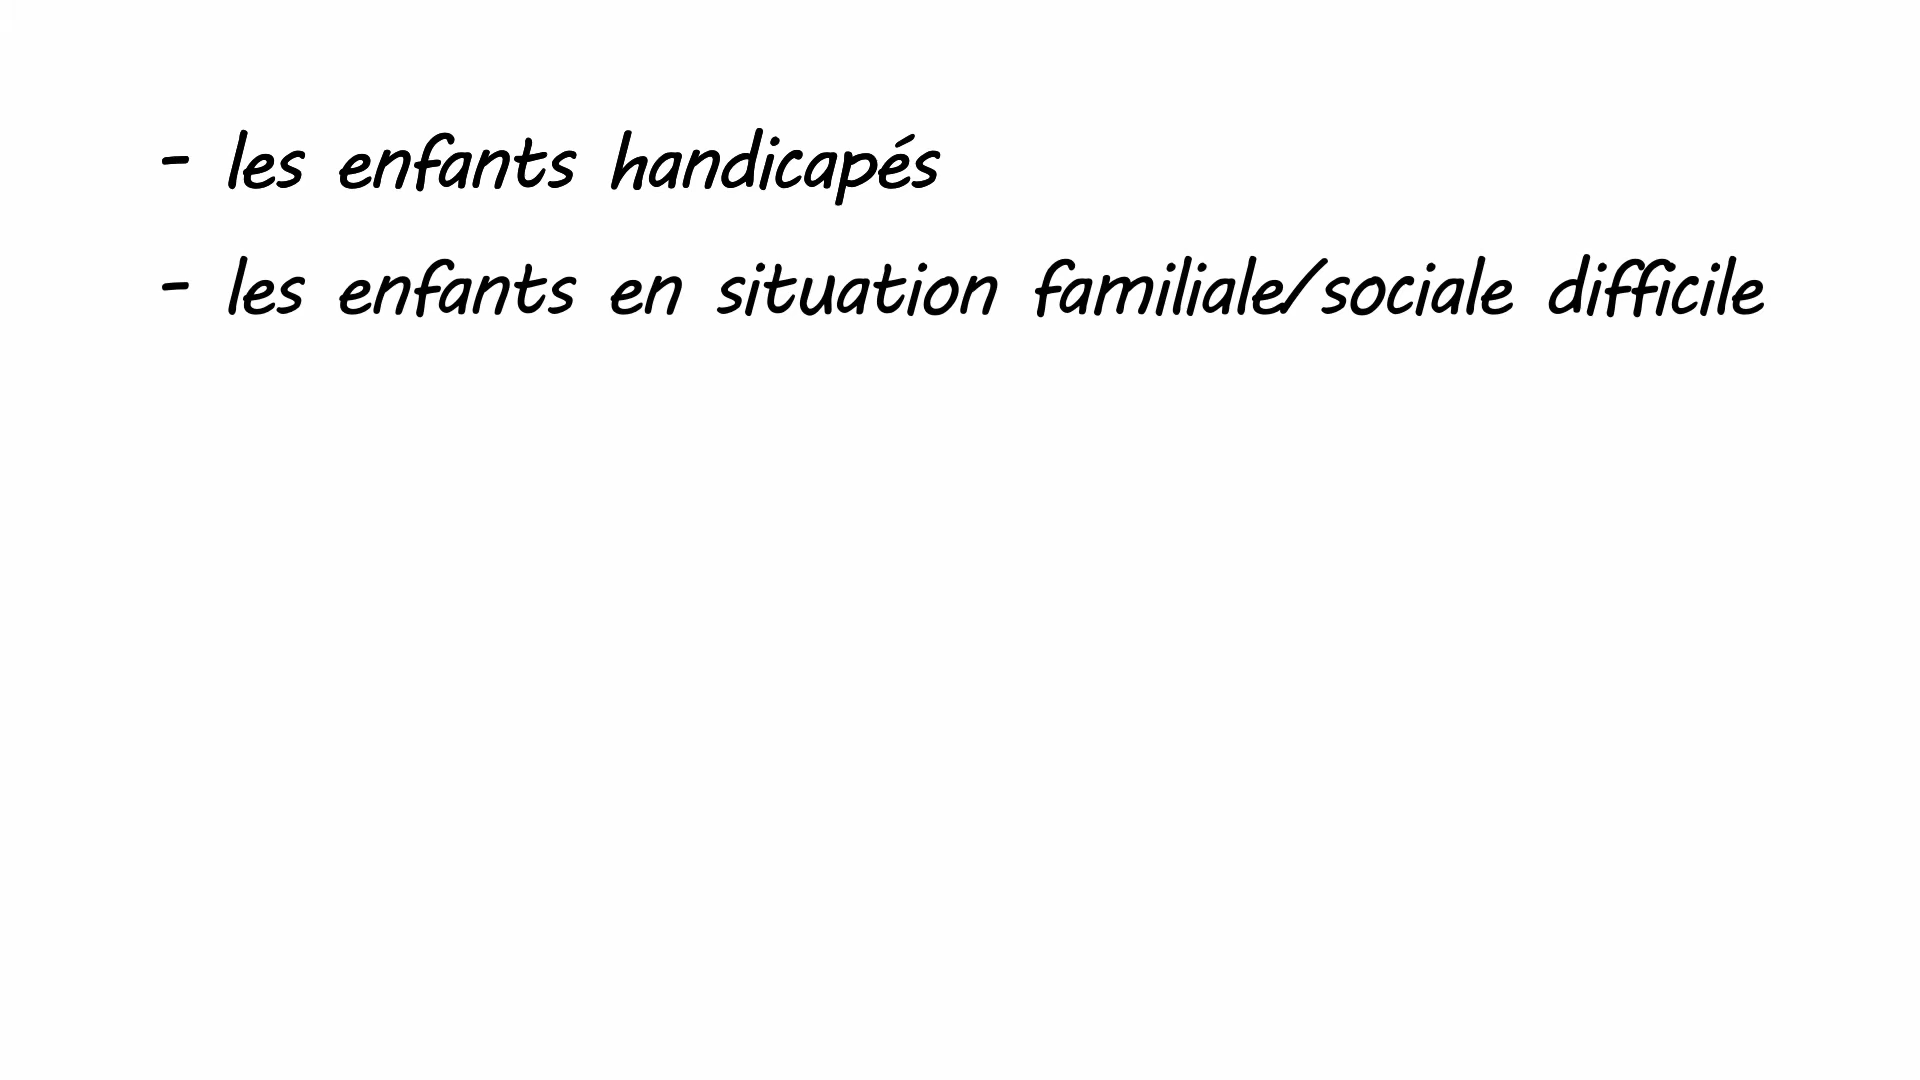 - les enfants handicapés
- les enfants en situation familiale/sociale difficile